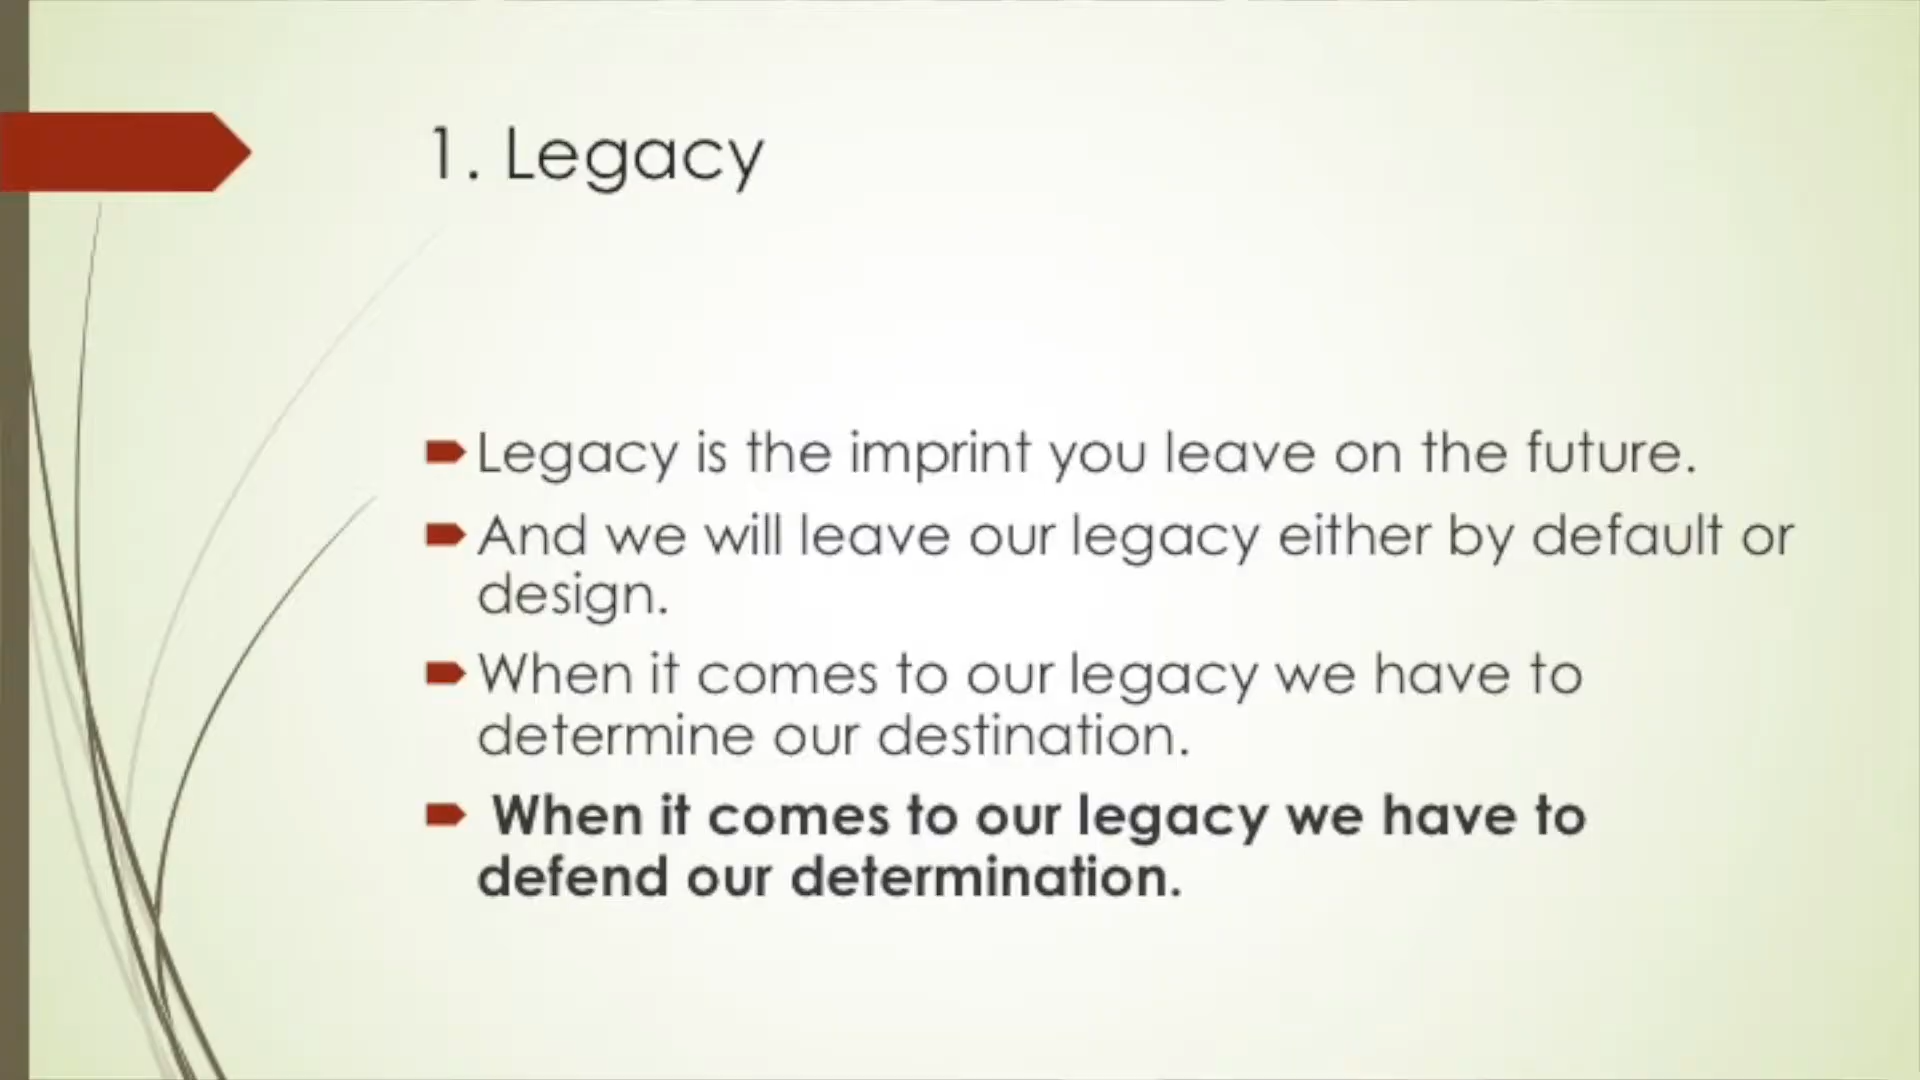 1. Legacy
Legacy is the imprint you leave on the future.
And we will leave our legacy either by default or
design.
When it comes to our legacy we have to
determine our destination.
When it comes to our legacy we have to
defend our determination.